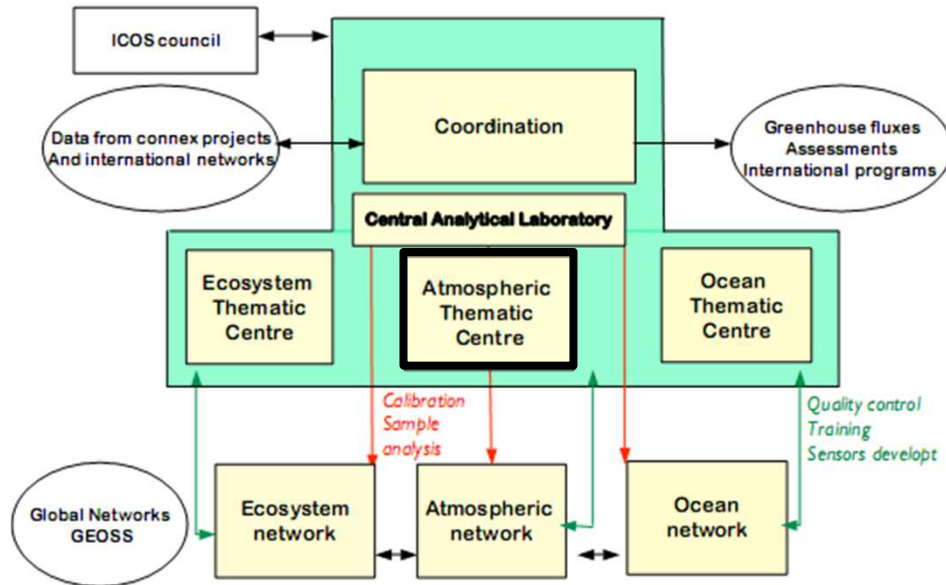 ICOS council
Coordination
Data from connex projects
And international networks
Greenhouse fluxes
Assessments
International programs
Central Analytical Laboratory
Ecosystem
Thematic
Centre
Atmospheric
Thematic
Centre
Ocean
Thematic
Centre
Calibration
Sample
analysis
Quality control
Training
Sensors developt
Global Networks
GEOSS
Ecosystem
network
Atmospheric
network
Ocean
network